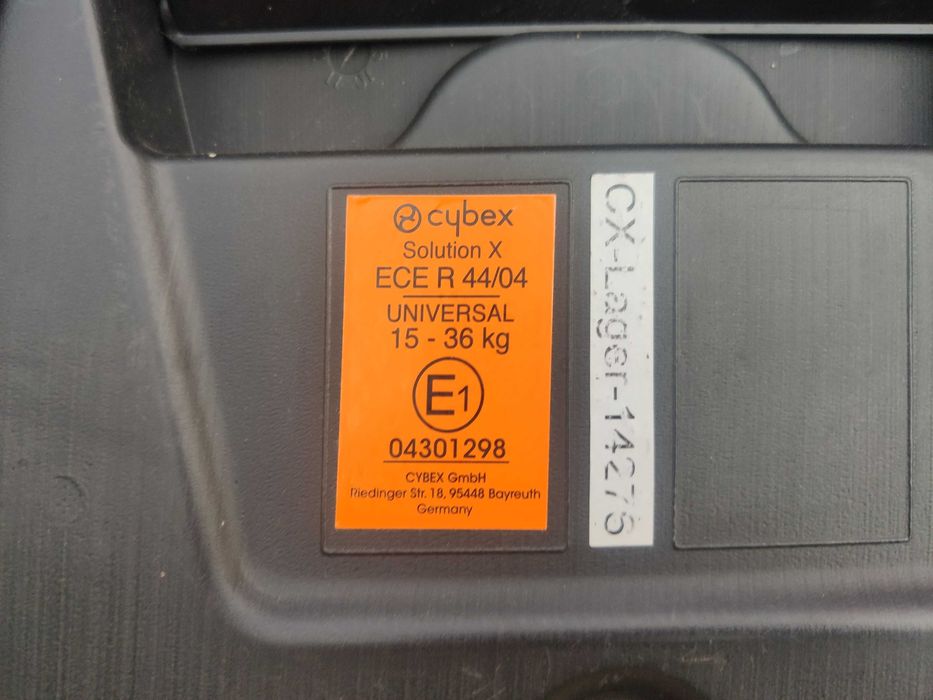 cybex
Solution X
ECE R 44/04
UNIVERSAL
15 - 36 kg
E1
04301298
CYBEX GmbH
Riedinger Str. 18, 95448 Bayreuth
Germany
CX-Lager-14276